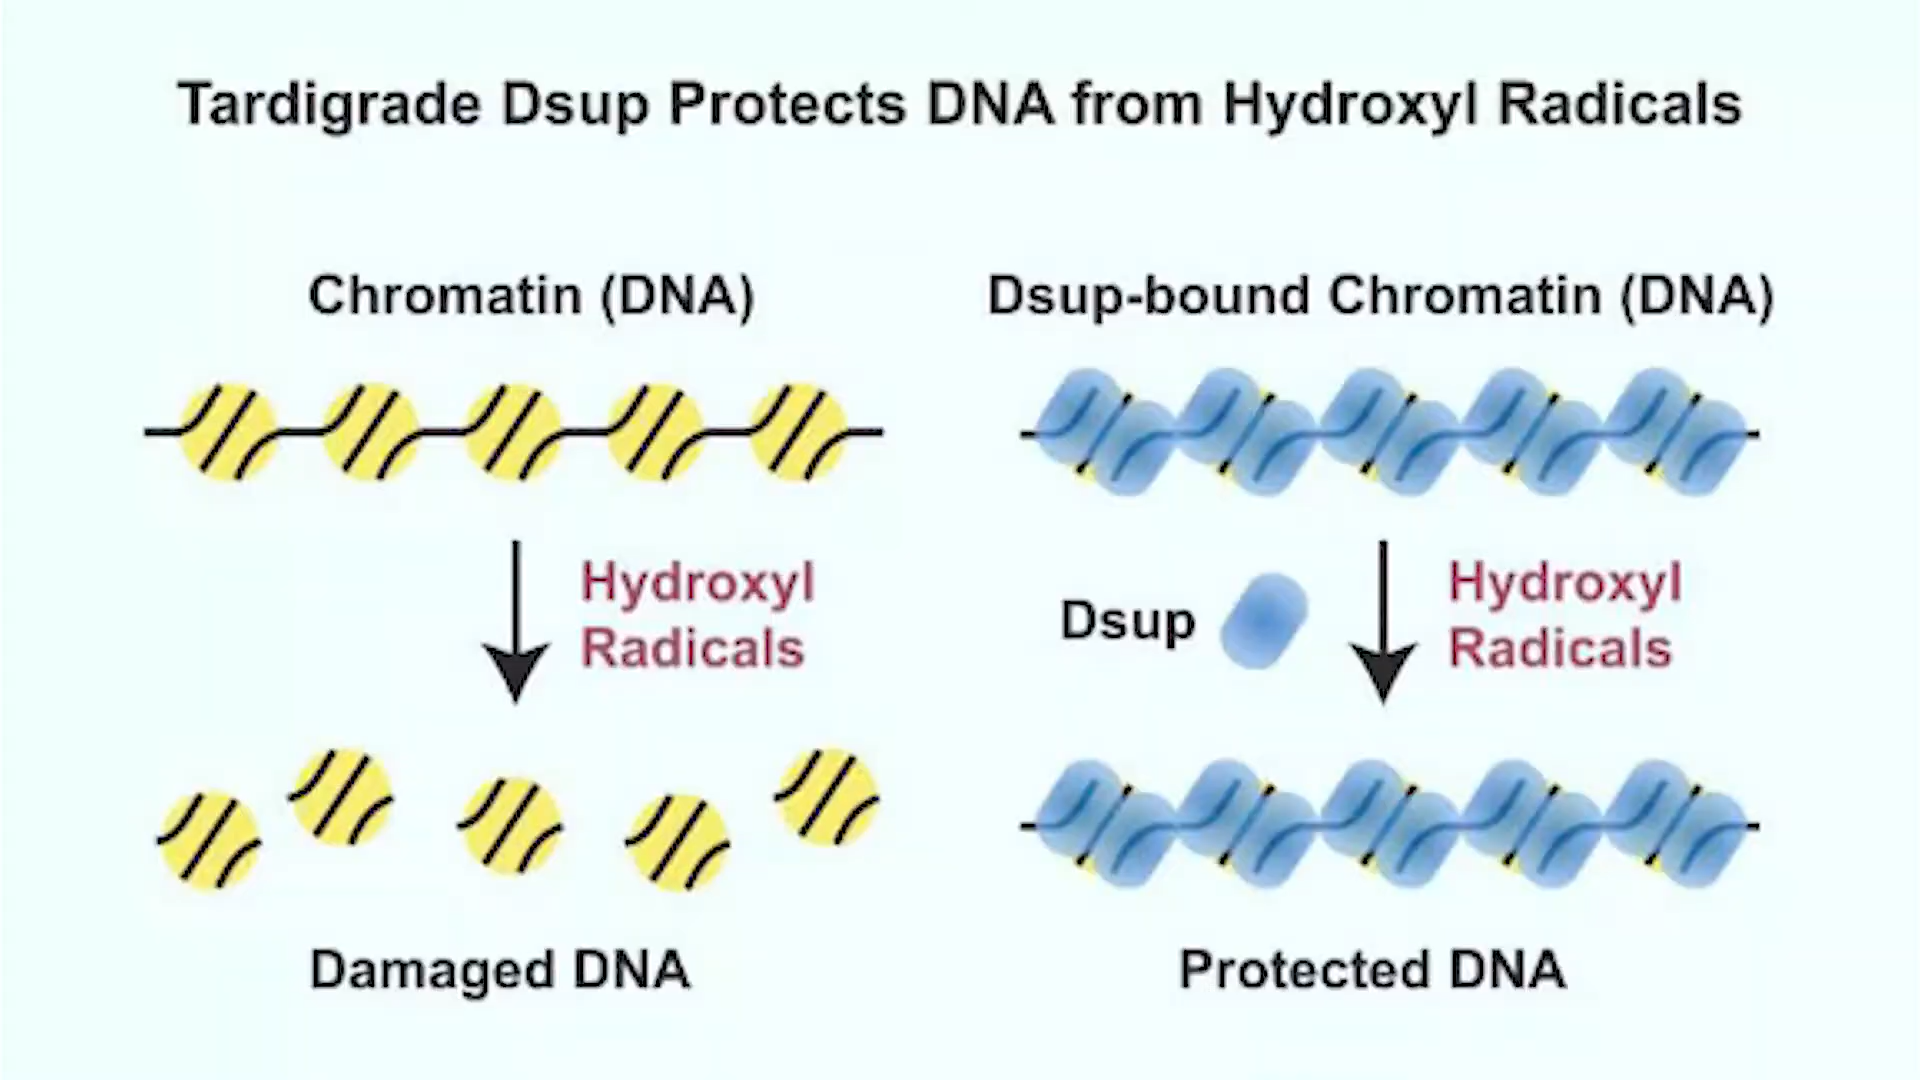 Tardigrade Dsup Protects DNA from Hydroxyl Radicals
Chromatin (DNA)
Dsup-bound Chromatin (DNA)
Hydroxyl
Radicals
Dsup
Hydroxyl
Radicals
Damaged DNA
Protected DNA